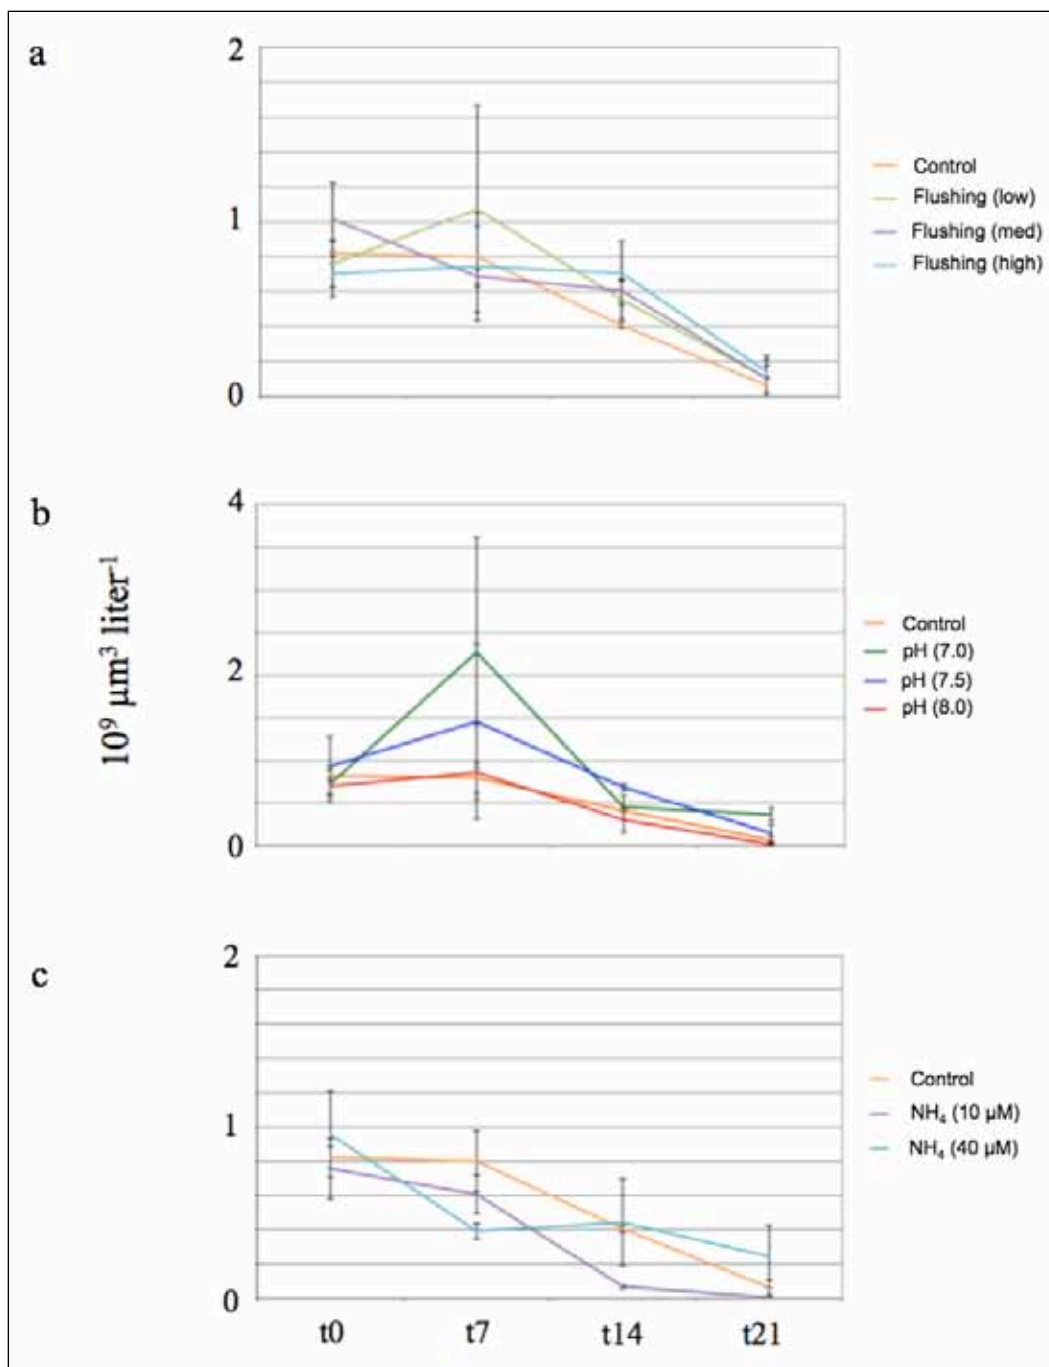 a
2
1
0
Control
Flushing (low)
Flushing (med)
Flushing (high)
b
10⁹ µm³ liter⁻¹
4
2
0
Control
pH (7.0)
pH (7.5)
pH (8.0)
c
2
1
0
Control
NH₄ (10 µM)
NH₄ (40 µM)
t0 t7 t14 t21